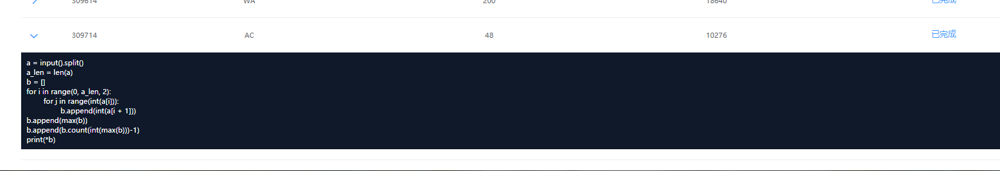 309614 WA 200 18640 已完成
309714 AC 48 10276 已完成
a = input().split()
a_len = len(a)
b = []
for i in range(0, a_len, 2):
for j in range(int(a[i])):
b.append(int(a[i + 1]))
b.append(max(b))
b.append(b.count(int(max(b)))-1)
print(*b)